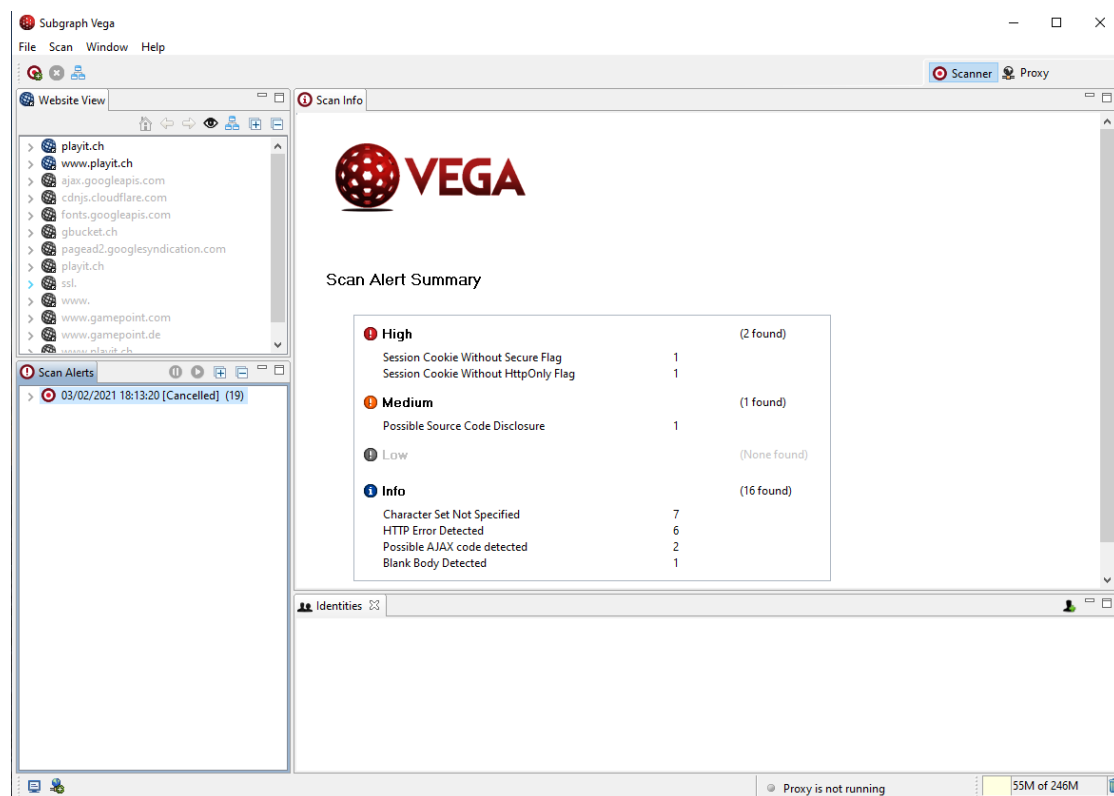 Subgraph Vega
File Scan Window Help
Scanner Proxy
Website View
playit.ch
www.playit.ch
ajax.googleapis.com
cdnjs.cloudflare.com
fonts.googleapis.com
gbucket.ch
pagead2.googlesyndication.com
playit.ch
ssl.
www.
www.gamepoint.com
www.gamepoint.de
www.playit.ch
Scan Alerts
03/02/2021 18:13:20 [Cancelled] (19)
Scan Info
VEGA
Scan Alert Summary
High (2 found)
Session Cookie Without Secure Flag 1
Session Cookie Without HttpOnly Flag 1
Medium (1 found)
Possible Source Code Disclosure 1
Low (None found)
Info (16 found)
Character Set Not Specified 7
HTTP Error Detected 6
Possible AJAX code detected 2
Blank Body Detected 1
Identities
Proxy is not running
55M of 246M